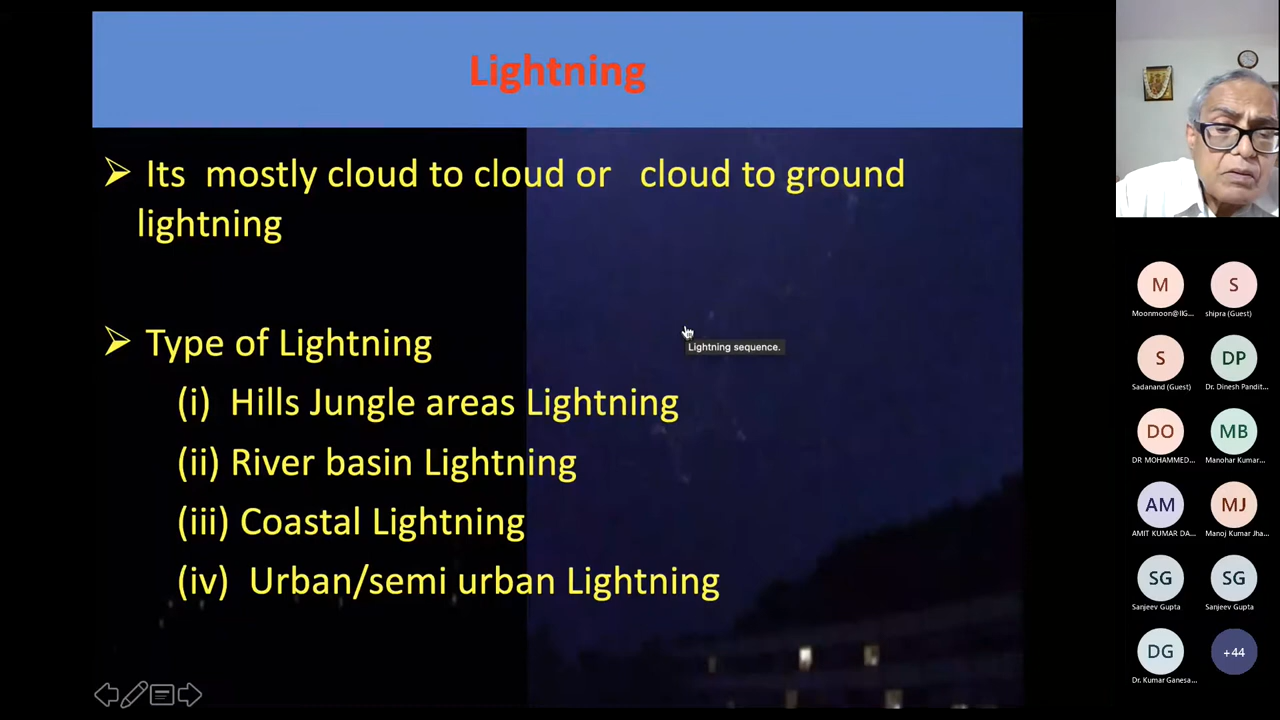 Lightning
Its mostly cloud to cloud or cloud to ground
lightning
Type of Lightning
(i) Hills Jungle areas Lightning
(ii) River basin Lightning
(iii) Coastal Lightning
(iv) Urban/semi urban Lightning
Lightning sequence.
M S
Moonmoon@IIG... shipra (Guest)
S DP
Sadanand (Guest) Dr. Dinesh Pandit...
DO MB
DR MOHAMMED... Manohar Kumar...
AM MJ
AMIT KUMAR DA... Manoj Kumar Jha...
SG SG
Sanjeev Gupta Sanjeev Gupta
DG +44
Dr. Kumar Ganesa...